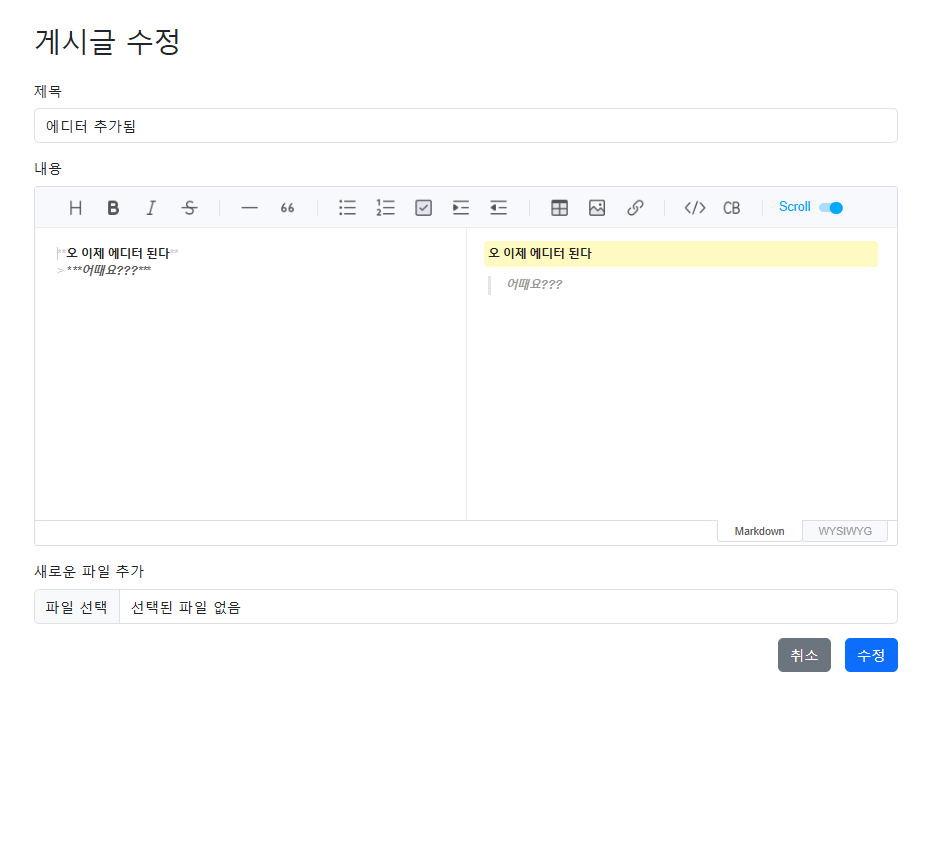 게시글 수정
제목
에디터 추가됨
내용
H B I S 66 CB Scroll
**오 이제 에디터 된다**
> ***어때요???***
오 이제 에디터 된다
어때요???
Markdown WYSIWYG
새로운 파일 추가
파일 선택 선택된 파일 없음
취소 수정